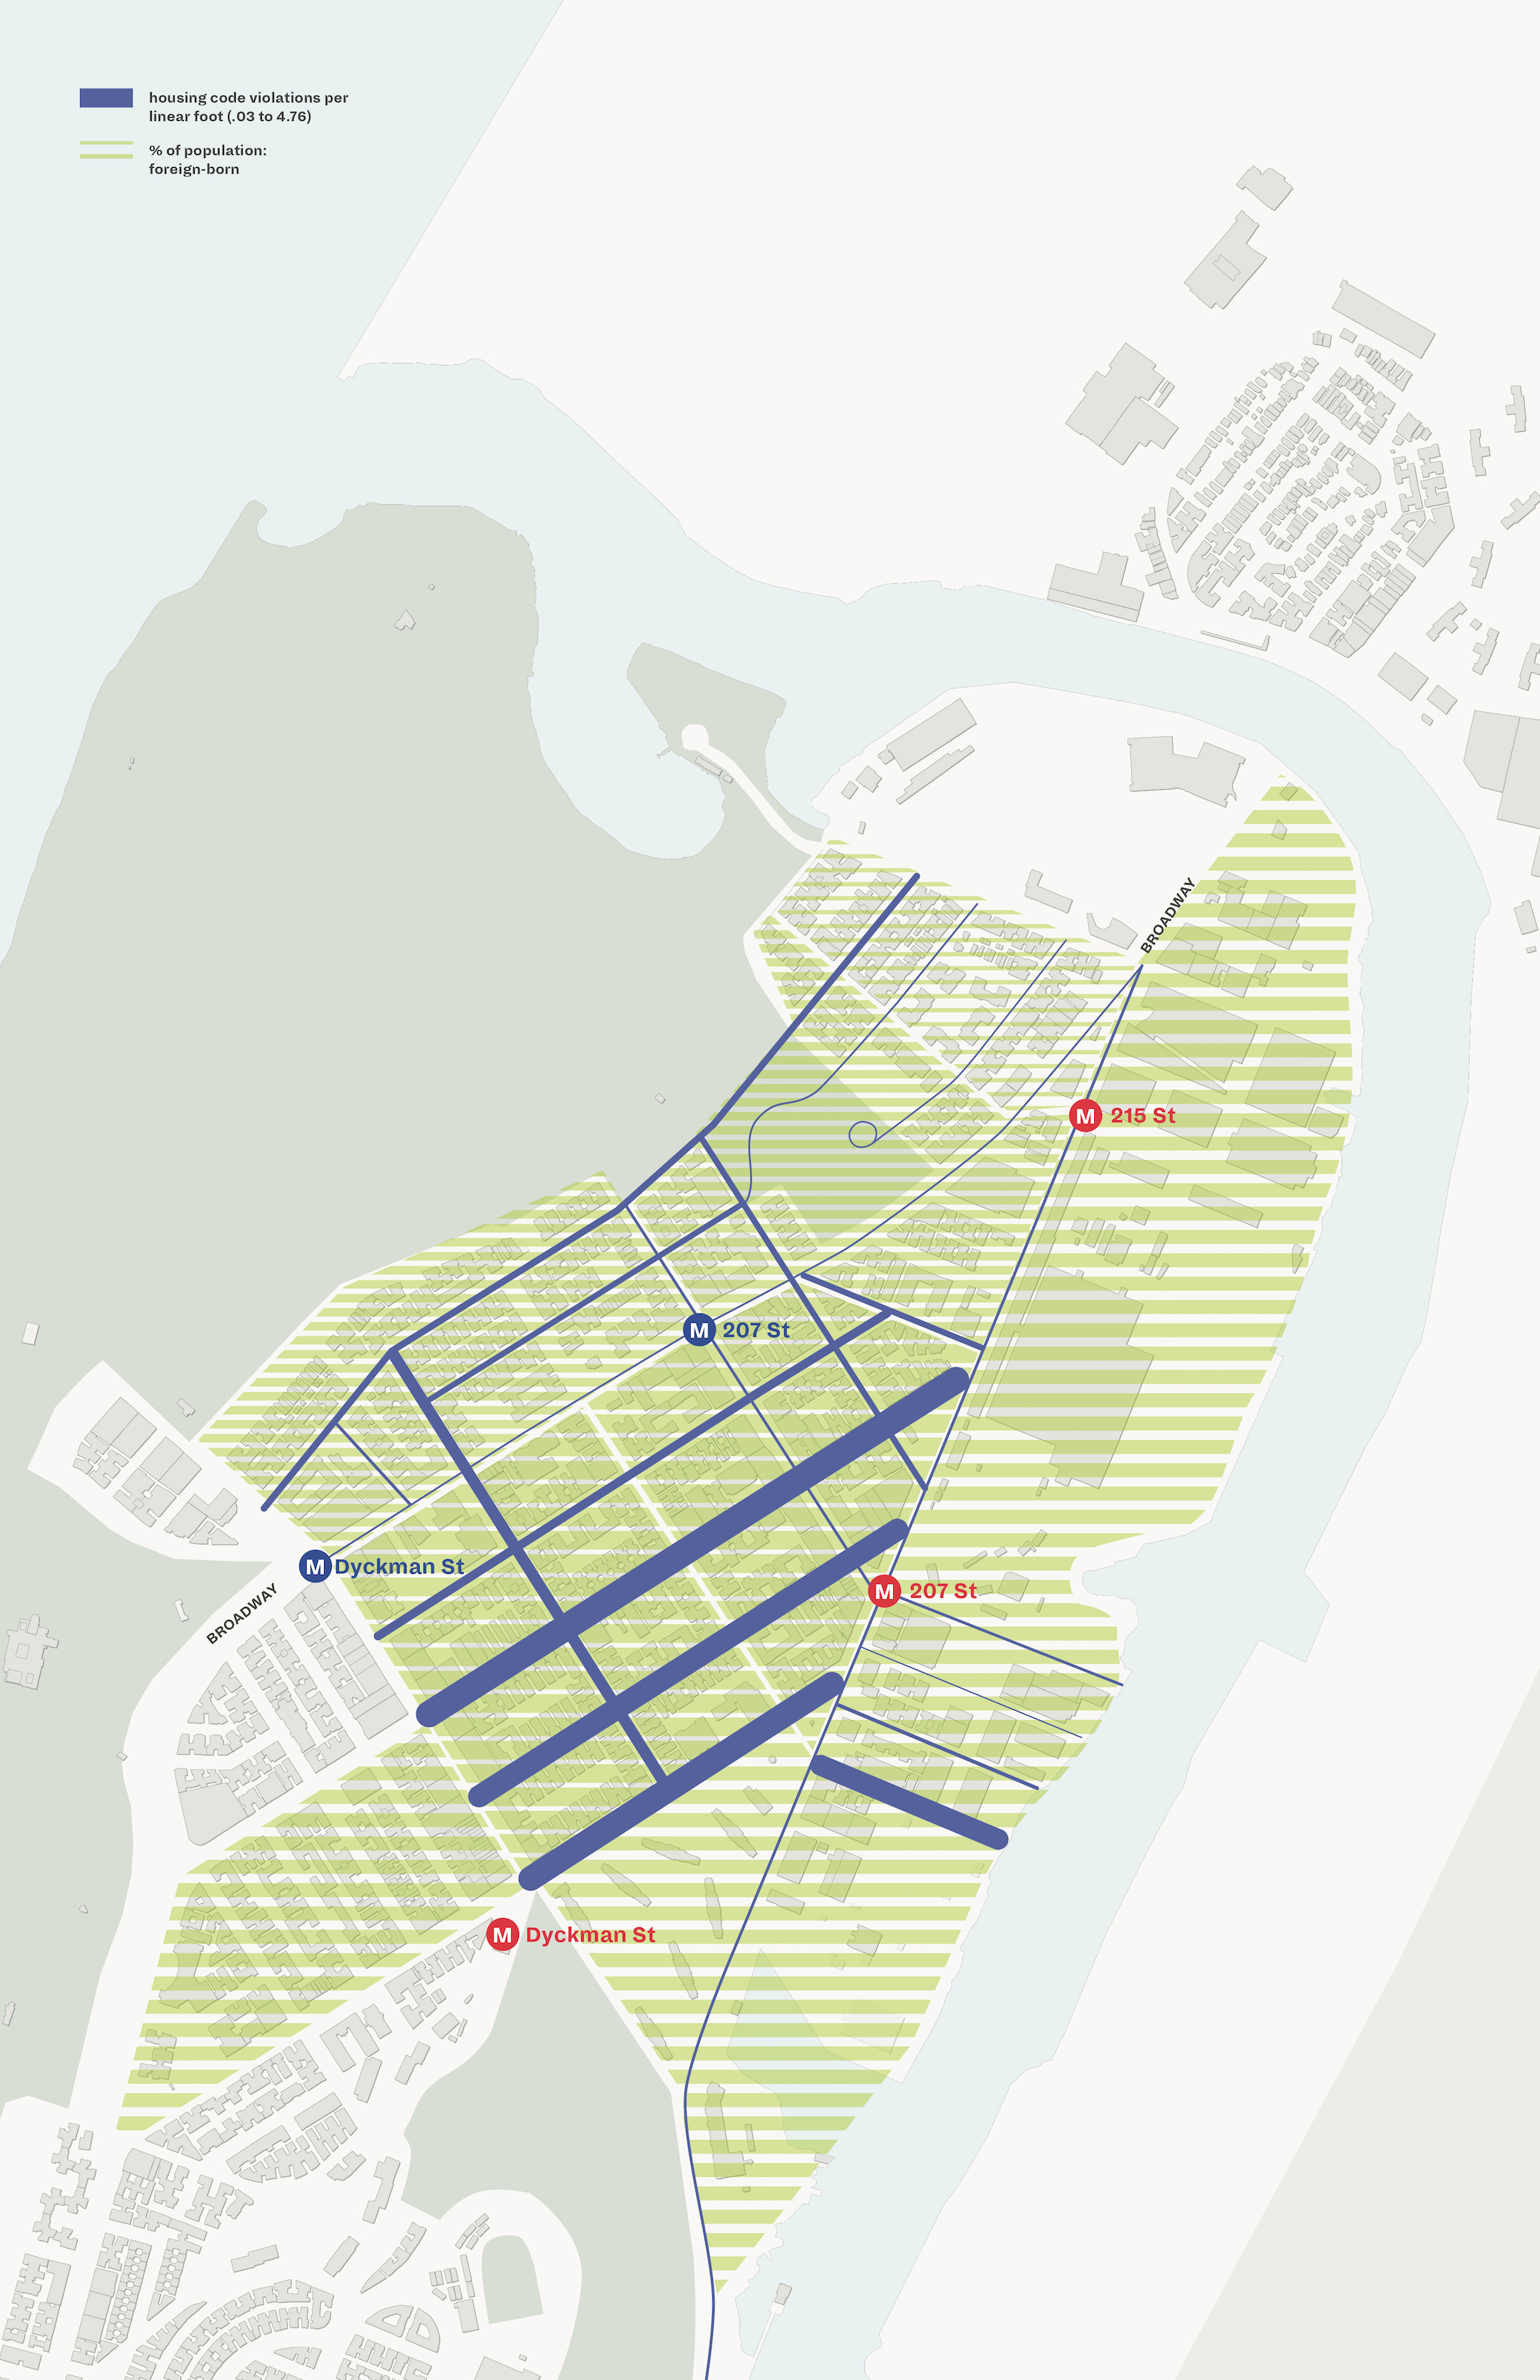 housing code violations per
linear foot (.03 to 4.76)
% of population:
foreign-born
BROADWAY
M 215 St
M 207 St
M Dyckman St
M 207 St
BROADWAY
M Dyckman St